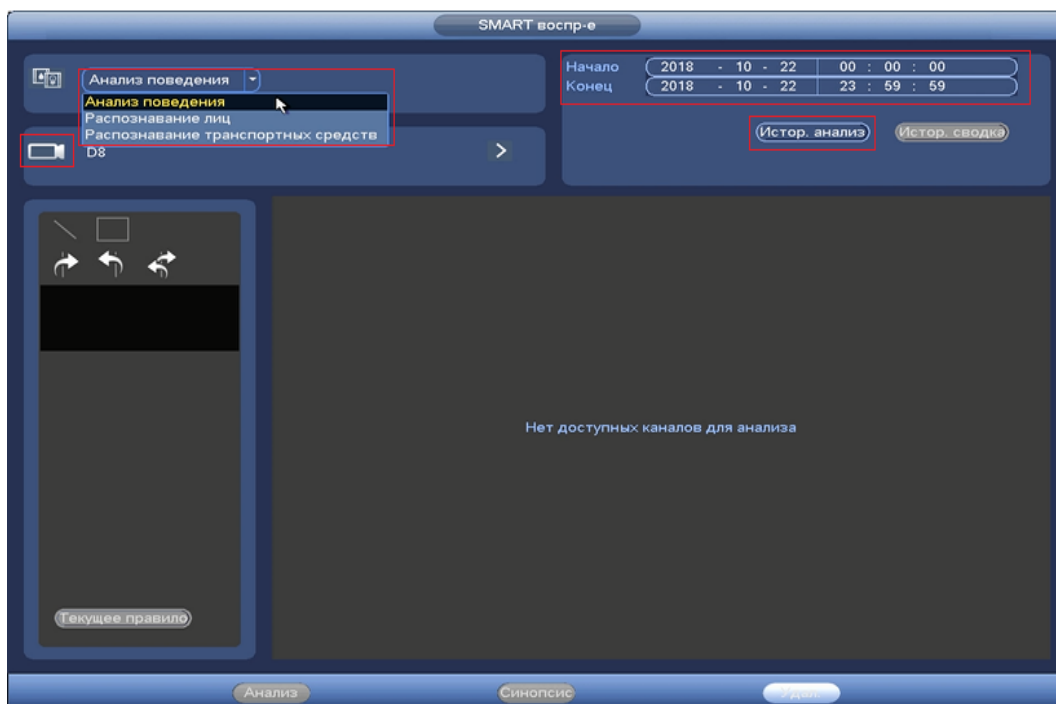 SMART воспр-е
Анализ поведения
Анализ поведения
Распознавание лиц
Распознавание транспортных средств
D8
Начало 2018 - 10 - 22 00 : 00 : 00
Конец 2018 - 10 - 22 23 : 59 : 59
Истор. анализ
Истор. сводка
Нет доступных каналов для анализа
Текущее правило
Анализ
Синопсис
Удал.